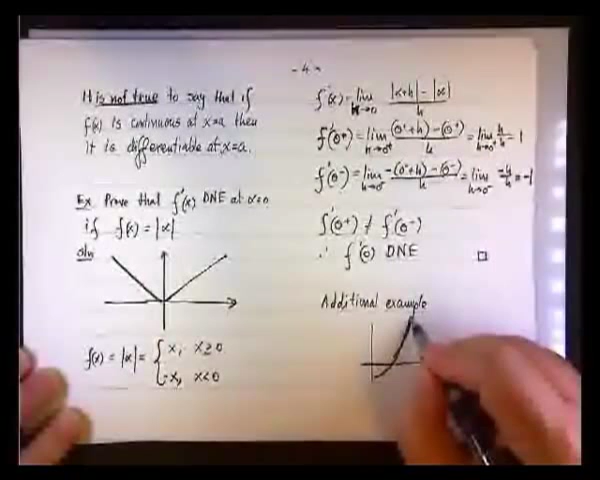 - 4 -
It is not true to say that if
f(x) is continuous at x=a then
it is differentiable at x=a.
Ex. Prove that f'(x) DNE at x=0
if f(x) = |x|
soln
f(x) = |x| = { x, x ≥ 0
-x, x < 0
f'(x) = lim h→0 |x+h| - |x| / h
f'(0⁺) = lim h→0⁺ (0⁺+h) - (0⁺) / h = lim h→0⁺ h/h = 1
f'(0⁻) = lim h→0⁻ -(0⁻+h) - (0⁻) / h = lim h→0⁻ -h/h = -1
f'(0⁺) ≠ f'(0⁻)
∴ f'(0) DNE □
Additional example